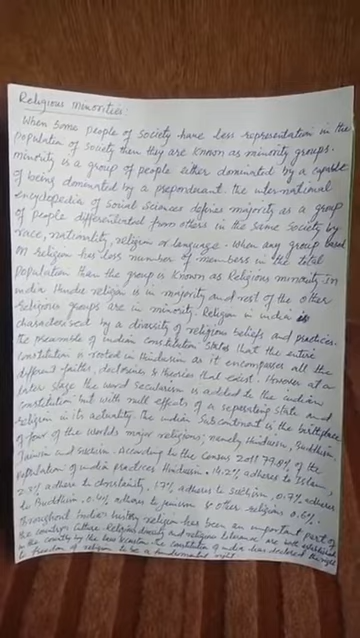 Religious Minorities:
When Some people of society have less representation in the
population of society then they are known as minority groups.
minority is a group of people either dominated by a capable
of being dominated by a preponderant. the international
encyclopedia of Social Sciences defines majority as a group
of people differentiated from others in the same society by
race, nationality, religion or language. when any group based
on religion has less number of members in the total
population than the group is known as Religious minority in
india Hindu religion is in majority and rest of the other
religious groups are in minority. Religion in india is
characterised by a diversity of religious beliefs and practices.
the preamble of indian constitution states that the entire
constitution is rooted in Hinduism as it encompass all the
different faiths, doctrines & theories that exist. However at a
later stage the word secularism is added to the indian
constitution but with null effects of a separating state and
religion in its actuality. the indian Subcontinent is the birthplace
of four of the worlds major religions; namely Hinduism, Buddhism
Jainism and Sikhism. According to the Census 2011 79.8% of the
population of india practices Hinduism. 14.2% adheres to Islam,
2.3% adhere to christianity, 1.7% adheres to Sikhism, 0.7% adheres
to Buddhism. 0.4% adhere to jainism & other religions 0.6%.
Throughout India's history religion has been an important part of
the country's culture. Religious diversity and religious tolerance are both established
in the country by the law & custom. the constitution of india has declared the right
to freedom of religion to be a fundamental right.